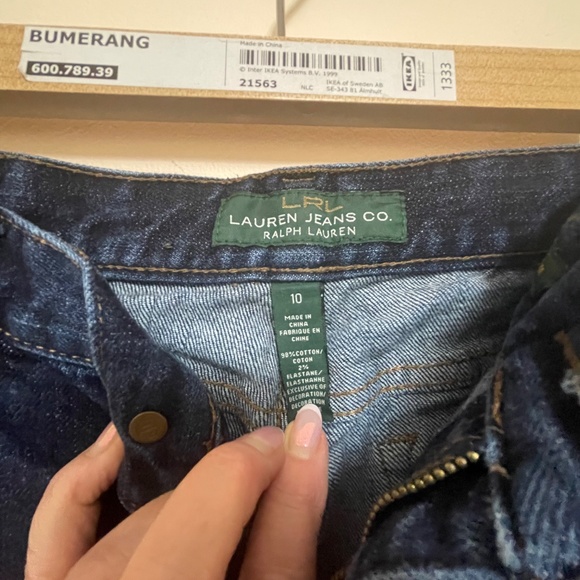 BUMERANG
600.789.39
Made in China
© Inter IKEA Systems B.V. 1999
21563
NLC
IKEA of Sweden AB
SE-343 81 Älmhult
IKEA
1333
LRL
LAUREN JEANS CO.
RALPH LAUREN
10
MADE IN
CHINA
FABRIQUE EN
CHINE
98%COTTON/
COTON
2%
ELASTANE/
ELASTHANNE
EXCLUSIVE OF
DECORATION/
DECORATION